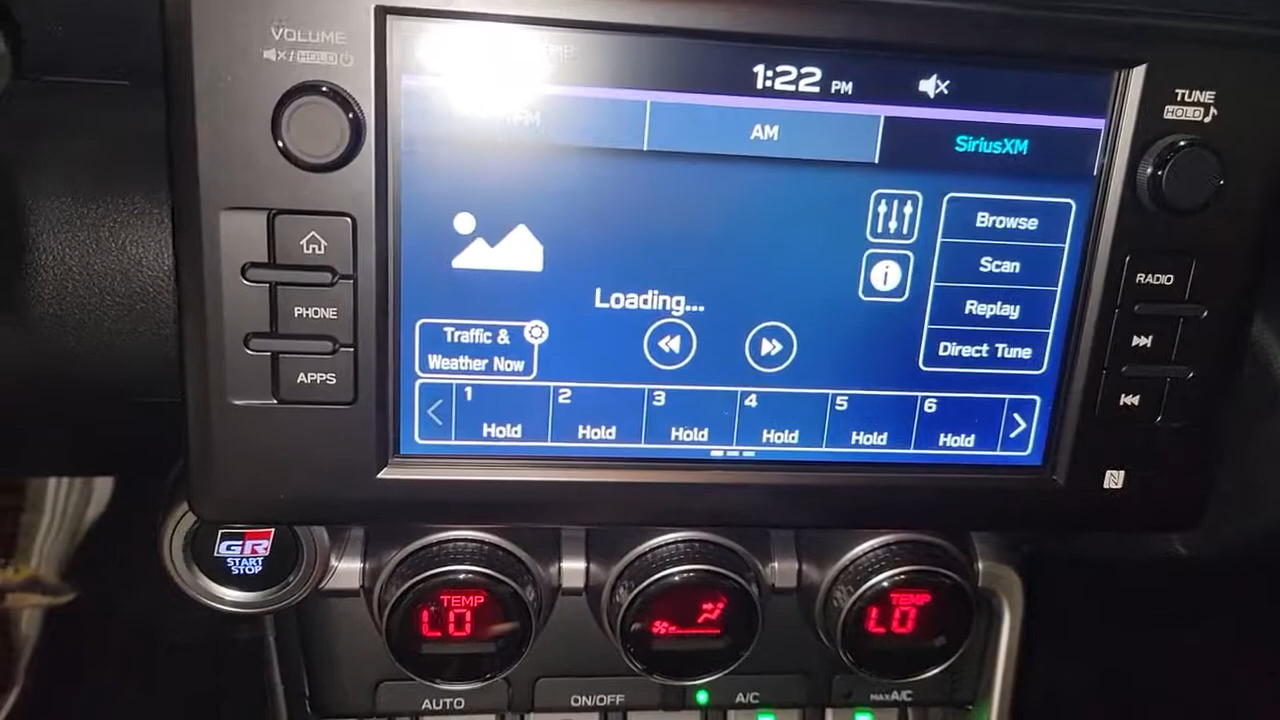 VOLUME
HOLD
1:22 PM
TUNE
HOLD
FM
AM
SiriusXM
Browse
Scan
Replay
Direct Tune
Loading...
Traffic &
Weather Now
1 2 3 4 5 6
Hold Hold Hold Hold Hold Hold
PHONE
APPS
RADIO
N
GR
START
STOP
TEMP
LO
TEMP
LO
AUTO
ON/OFF
A/C
MAX A/C